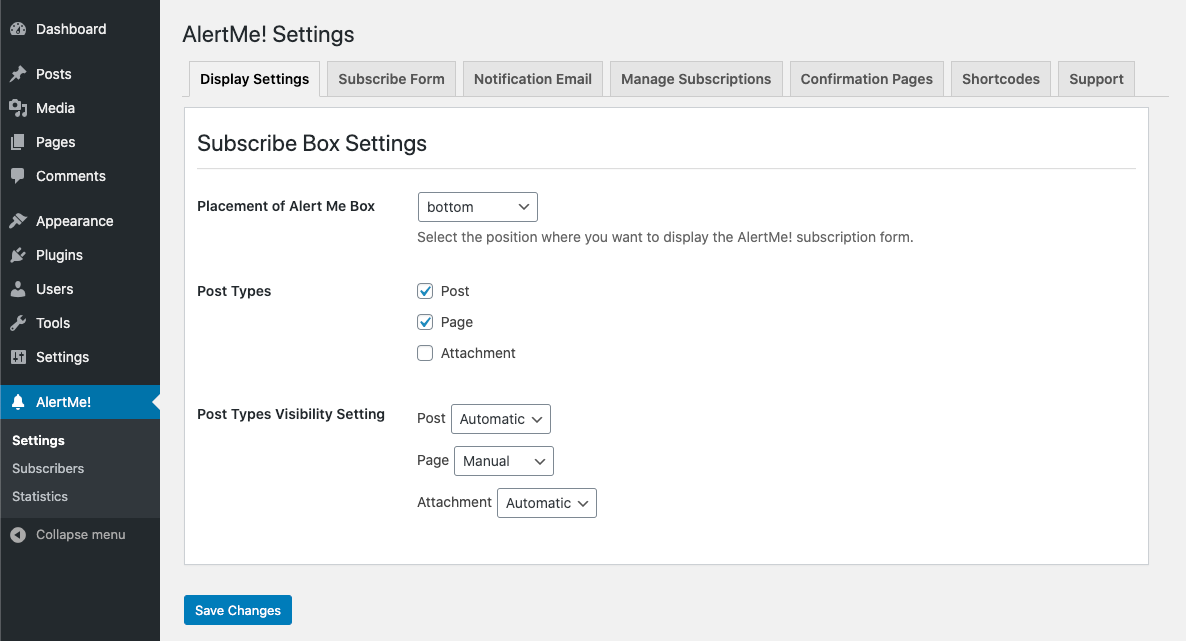 Dashboard
Posts
Media
Pages
Comments
Appearance
Plugins
Users
Tools
Settings
AlertMe!
Settings
Subscribers
Statistics
Collapse menu
AlertMe! Settings
Display Settings Subscribe Form Notification Email Manage Subscriptions Confirmation Pages Shortcodes Support
Subscribe Box Settings
Placement of Alert Me Box bottom
Select the position where you want to display the AlertMe! subscription form.
Post Types Post
Page
Attachment
Post Types Visibility Setting Post Automatic
Page Manual
Attachment Automatic
Save Changes